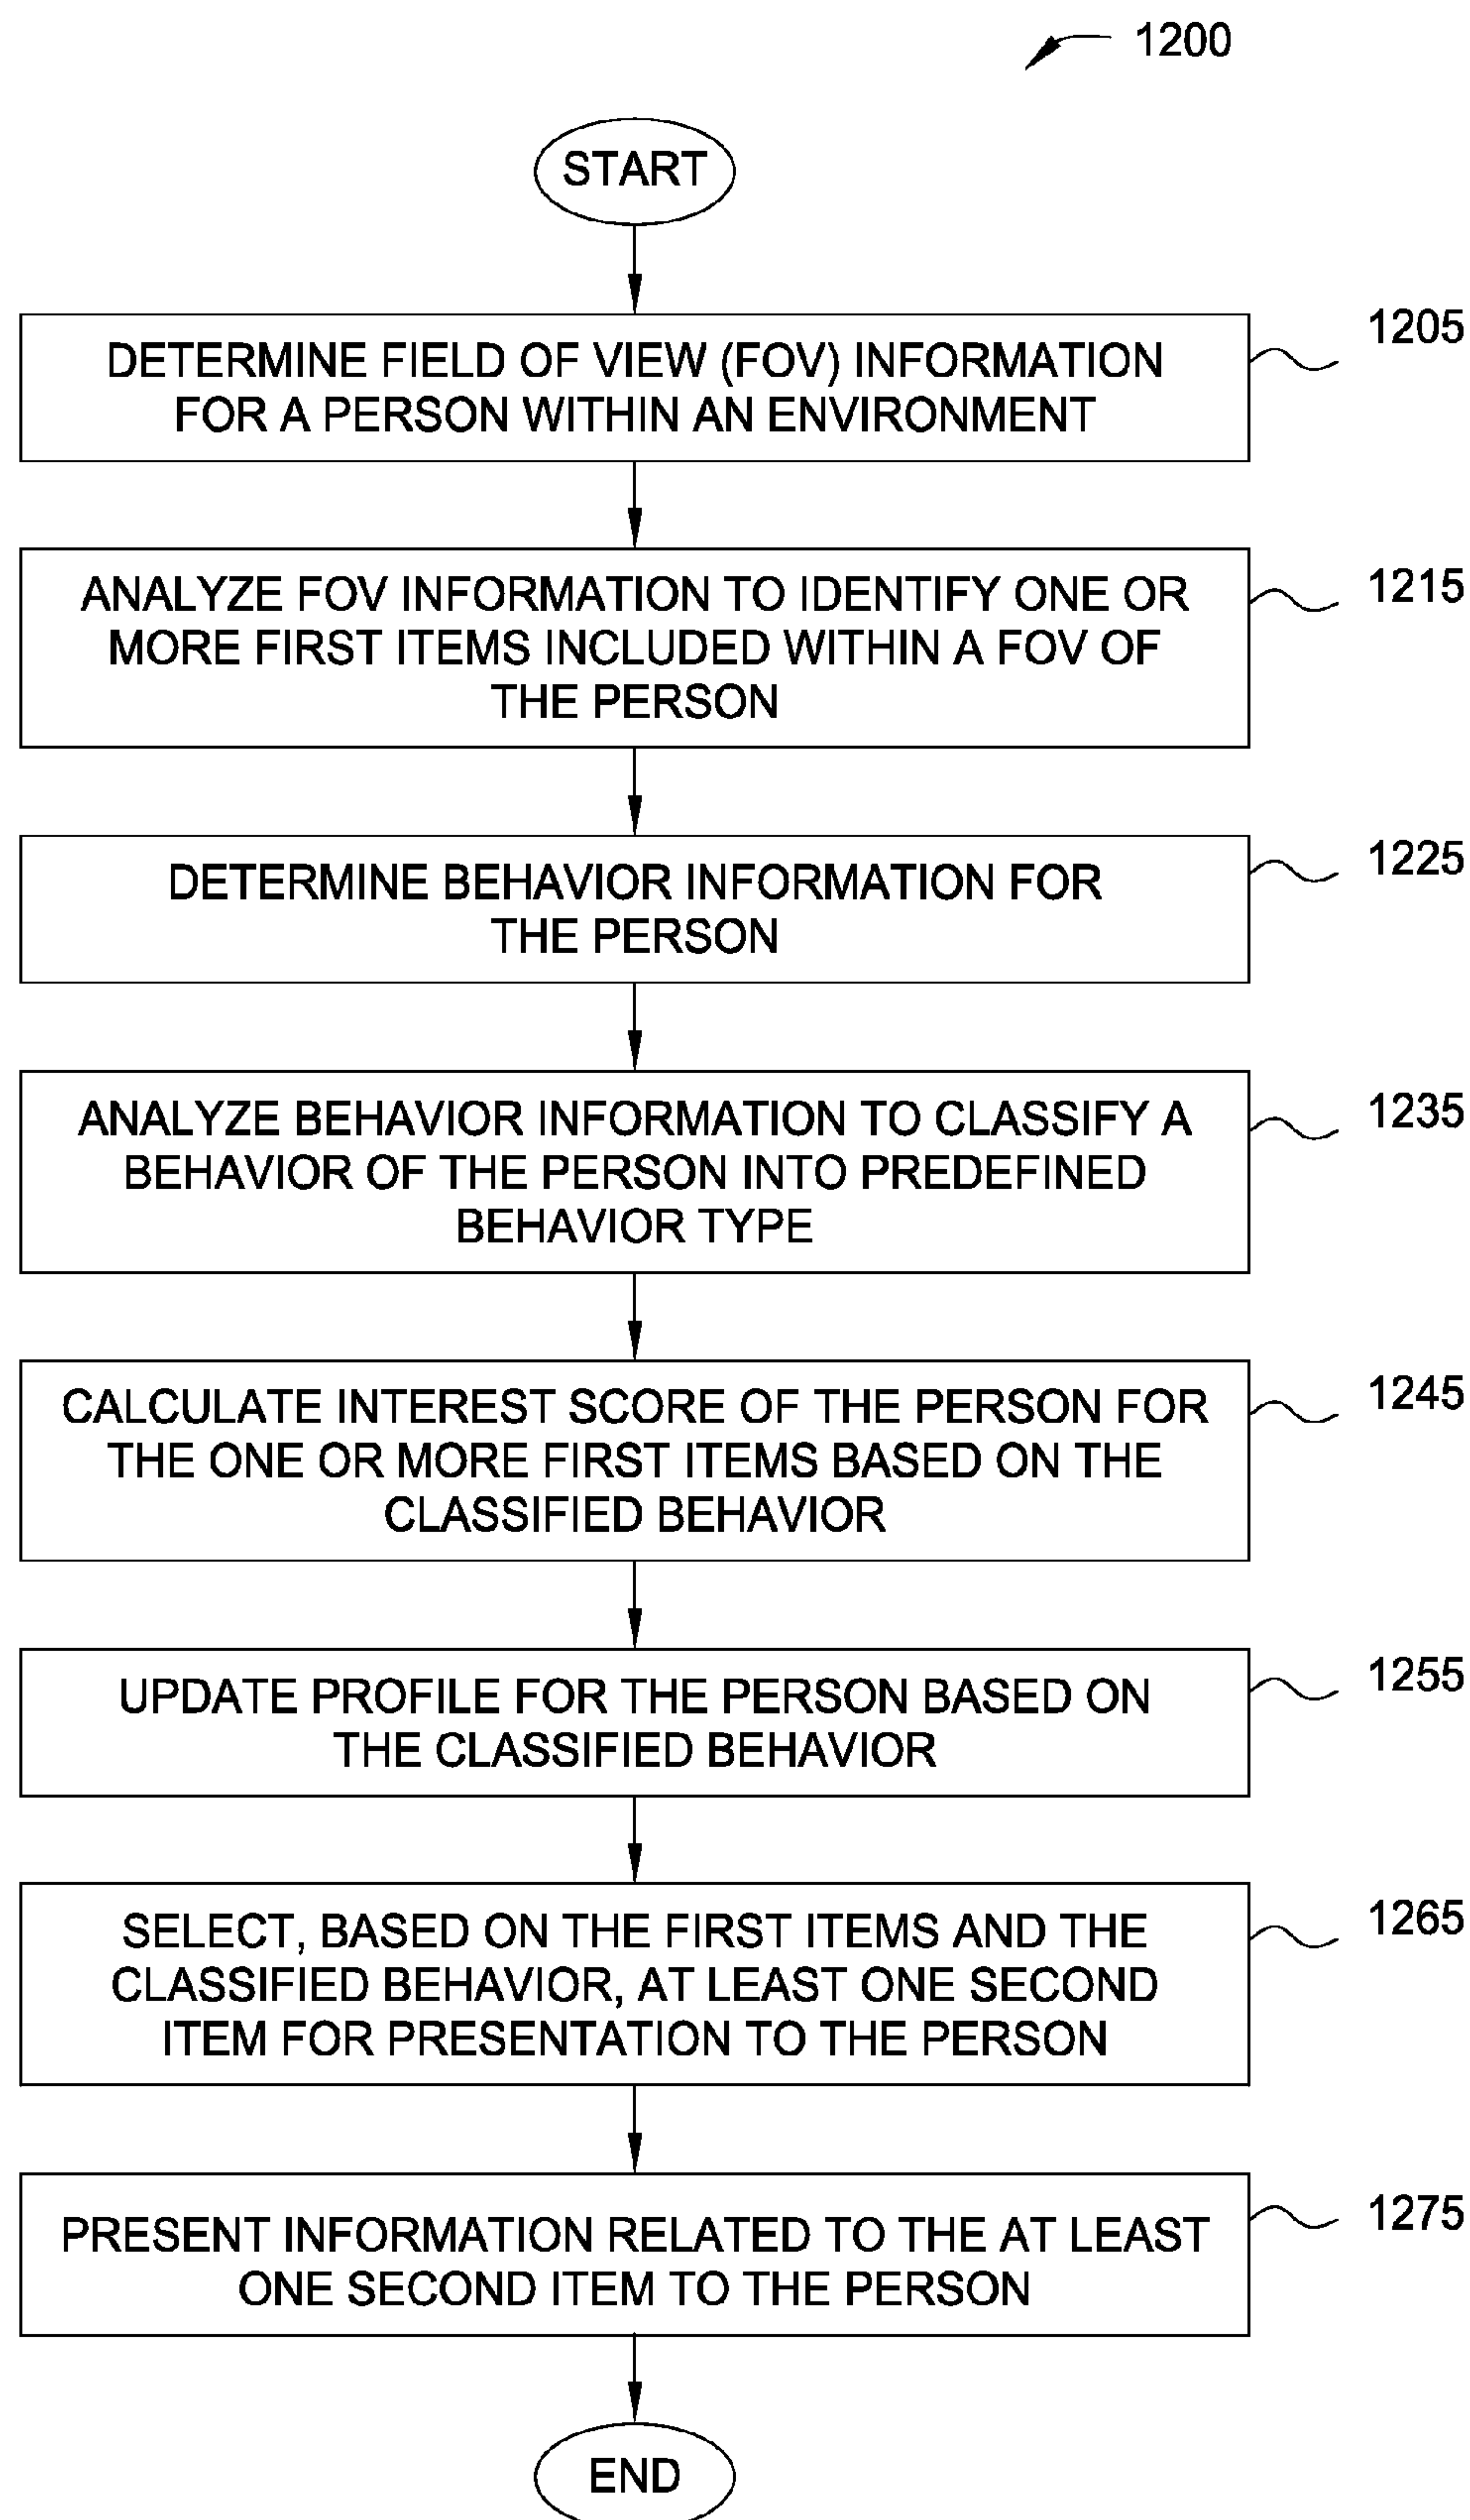 1200
START
DETERMINE FIELD OF VIEW (FOV) INFORMATION
FOR A PERSON WITHIN AN ENVIRONMENT
1205
ANALYZE FOV INFORMATION TO IDENTIFY ONE OR
MORE FIRST ITEMS INCLUDED WITHIN A FOV OF
THE PERSON
1215
DETERMINE BEHAVIOR INFORMATION FOR
THE PERSON
1225
ANALYZE BEHAVIOR INFORMATION TO CLASSIFY A
BEHAVIOR OF THE PERSON INTO PREDEFINED
BEHAVIOR TYPE
1235
CALCULATE INTEREST SCORE OF THE PERSON FOR
THE ONE OR MORE FIRST ITEMS BASED ON THE
CLASSIFIED BEHAVIOR
1245
UPDATE PROFILE FOR THE PERSON BASED ON
THE CLASSIFIED BEHAVIOR
1255
SELECT, BASED ON THE FIRST ITEMS AND THE
CLASSIFIED BEHAVIOR, AT LEAST ONE SECOND
ITEM FOR PRESENTATION TO THE PERSON
1265
PRESENT INFORMATION RELATED TO THE AT LEAST
ONE SECOND ITEM TO THE PERSON
1275
END